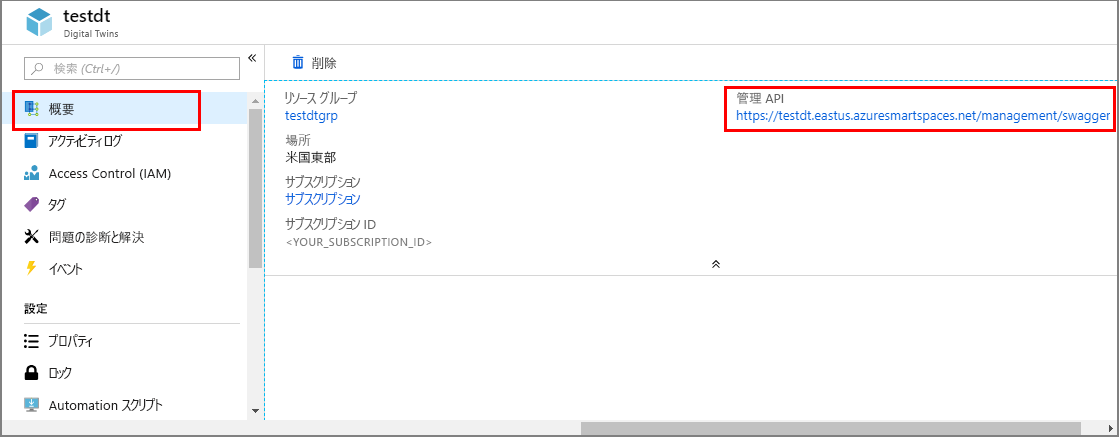 testdt
Digital Twins
検索 (Ctrl+/)
概要
アクティビティログ
Access Control (IAM)
タグ
問題の診断と解決
イベント
設定
プロパティ
ロック
Automation スクリプト
削除
リソース グループ
testdtgrp
場所
米国東部
サブスクリプション
サブスクリプション
サブスクリプション ID
<YOUR_SUBSCRIPTION_ID>
管理 API
https://testdt.eastus.azuresmartspaces.net/management/swagger